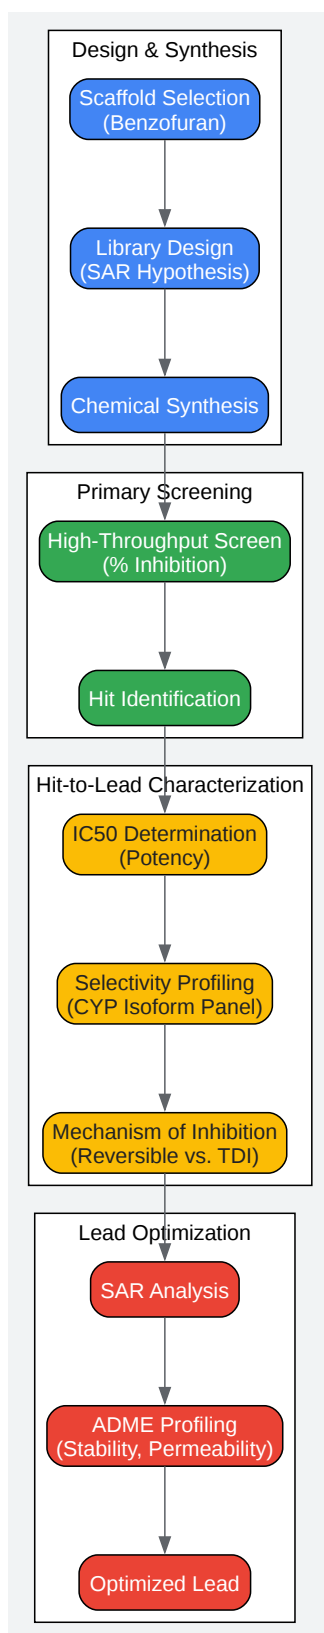 Design & Synthesis
Scaffold Selection
(Benzofuran)
Library Design
(SAR Hypothesis)
Chemical Synthesis
Primary Screening
High-Throughput Screen
(% Inhibition)
Hit Identification
Hit-to-Lead Characterization
IC50 Determination
(Potency)
Selectivity Profiling
(CYP Isoform Panel)
Mechanism of Inhibition
(Reversible vs. TDI)
Lead Optimization
SAR Analysis
ADME Profiling
(Stability, Permeability)
Optimized Lead